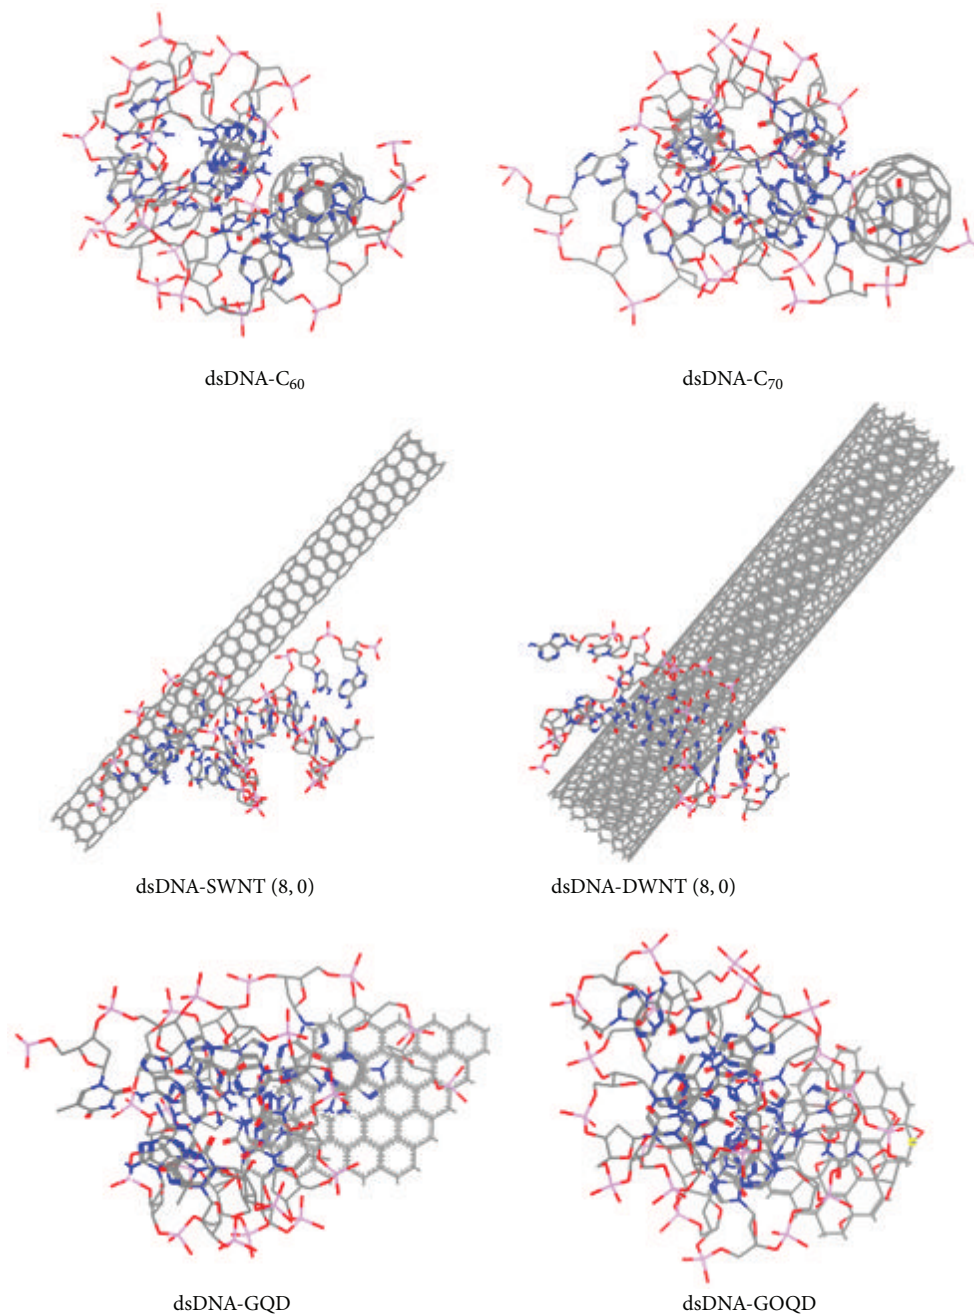 dsDNA-C₆₀
dsDNA-C₇₀
dsDNA-SWNT (8, 0)
dsDNA-DWNT (8, 0)
dsDNA-GQD
dsDNA-GOQD